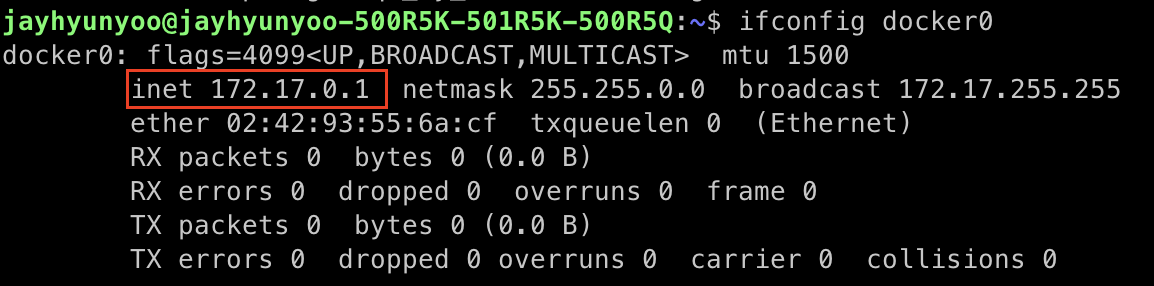 jayhyunyoo@jayhyunyoo-500R5K-501R5K-500R5Q:~$ ifconfig docker0
docker0: flags=4099<UP,BROADCAST,MULTICAST>  mtu 1500
        inet 172.17.0.1  netmask 255.255.0.0  broadcast 172.17.255.255
        ether 02:42:93:55:6a:cf  txqueuelen 0  (Ethernet)
        RX packets 0  bytes 0 (0.0 B)
        RX errors 0  dropped 0  overruns 0  frame 0
        TX packets 0  bytes 0 (0.0 B)
        TX errors 0  dropped 0 overruns 0  carrier 0  collisions 0